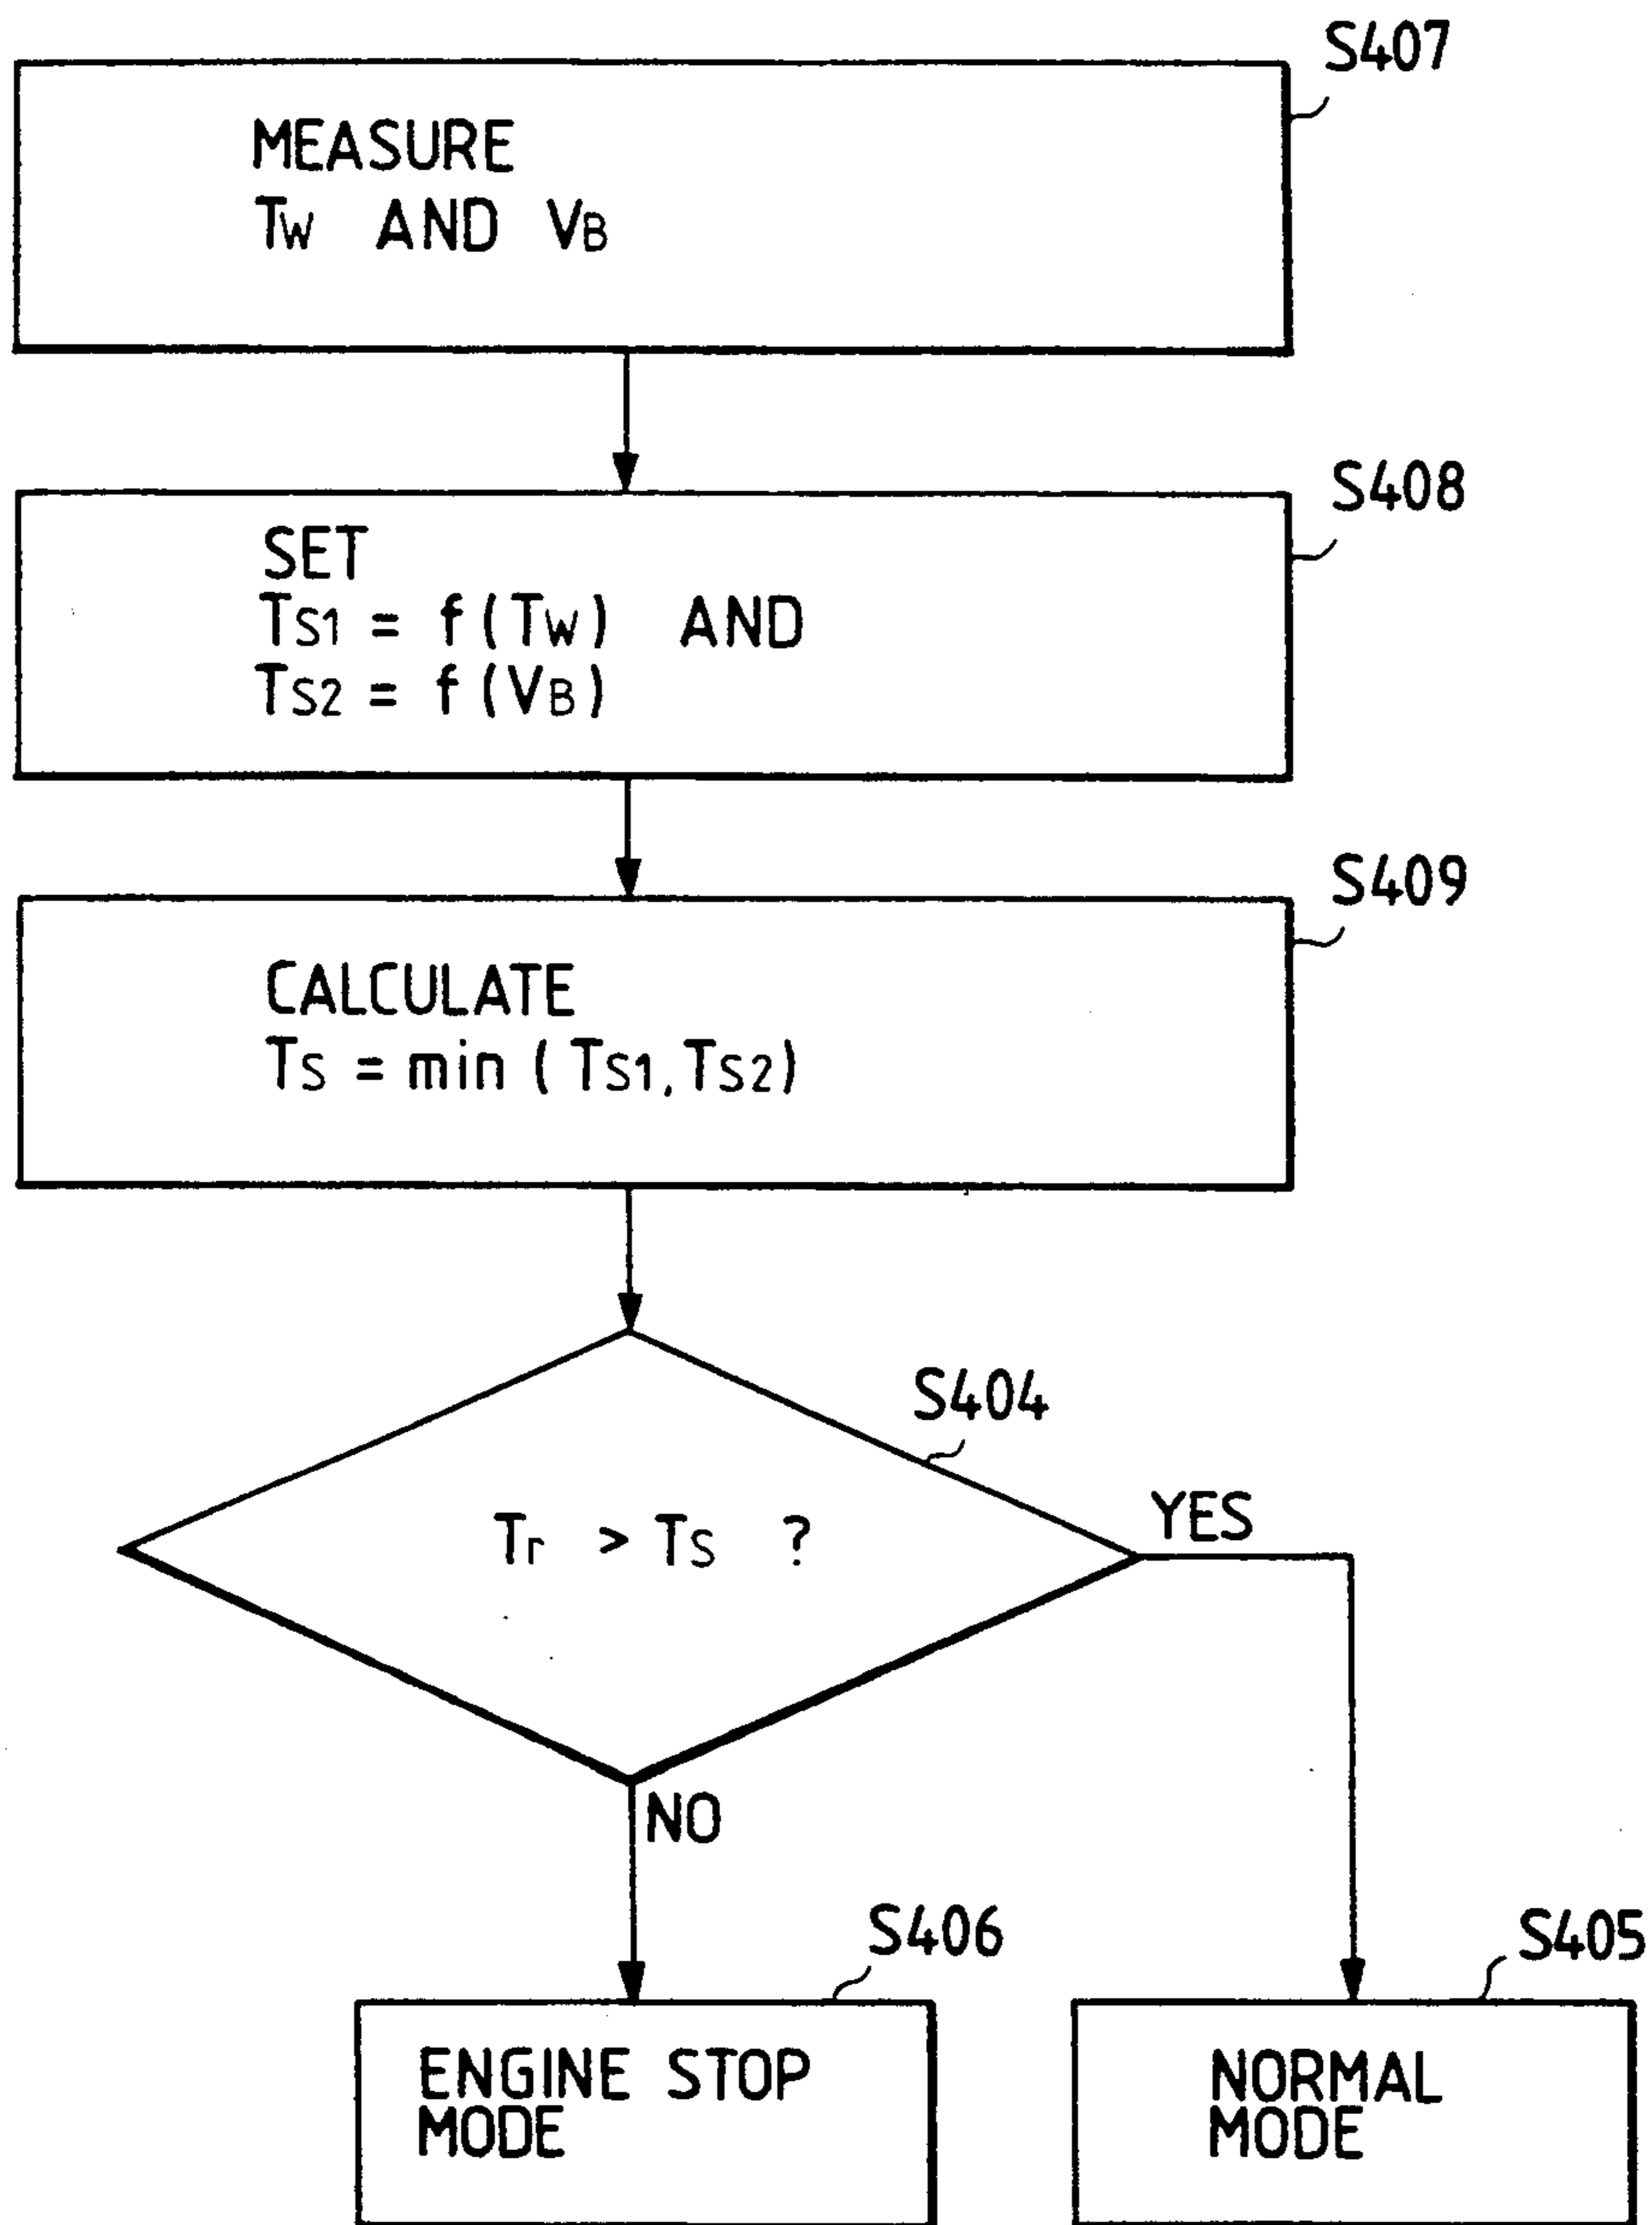 S407
MEASURE
TW AND VB
S408
SET
TS1 = f(TW) AND
TS2 = f(VB)
S409
CALCULATE
TS = min (TS1,TS2)
S404
Tr > TS ?
YES
NO
S406
S405
ENGINE STOP
MODE
NORMAL
MODE